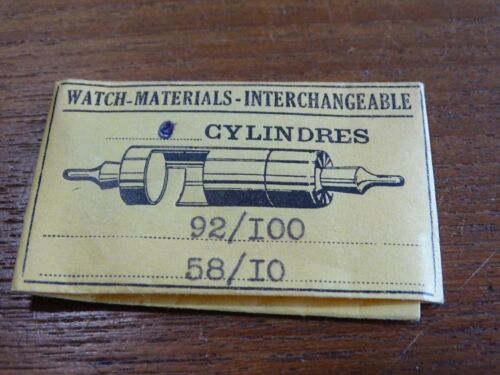 WATCH-MATERIALS-INTERCHANGEABLE
CYLINDRES
92/100
58/10